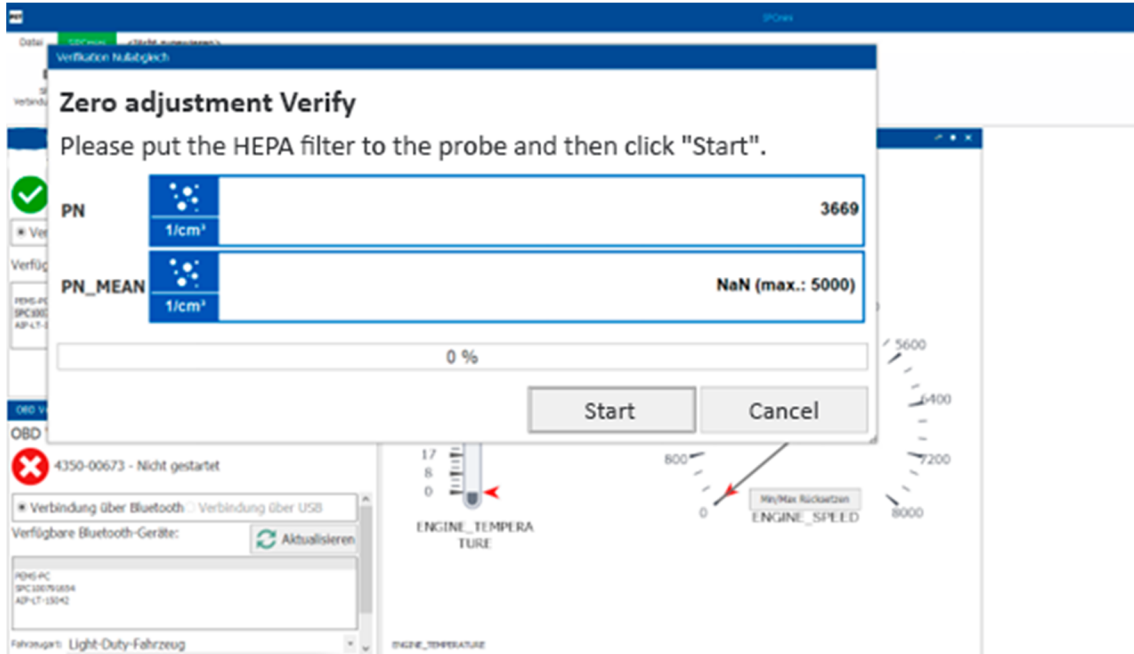 SPCmini
Datei
Verifikation Nullabgleich
Zero adjustment Verify
Please put the HEPA filter to the probe and then click "Start".
PN
1/cm³
3669
PN_MEAN
1/cm³
NaN (max.: 5000)
0 %
Start
Cancel
OBD
4350-00673 - Nicht gestartet
Verbindung über Bluetooth
Verbindung über USB
Verfügbare Bluetooth-Geräte:
Aktualisieren
PEMS-PC
AIP-LT-15042
Fahrzeugart:
Light-Duty-Fahrzeug
17
8
0
ENGINE_TEMPERA
TURE
ENGINE_TEMPERATURE
5600
6400
800
7200
0
8000
Min/Max Rücksetzen
ENGINE_SPEED